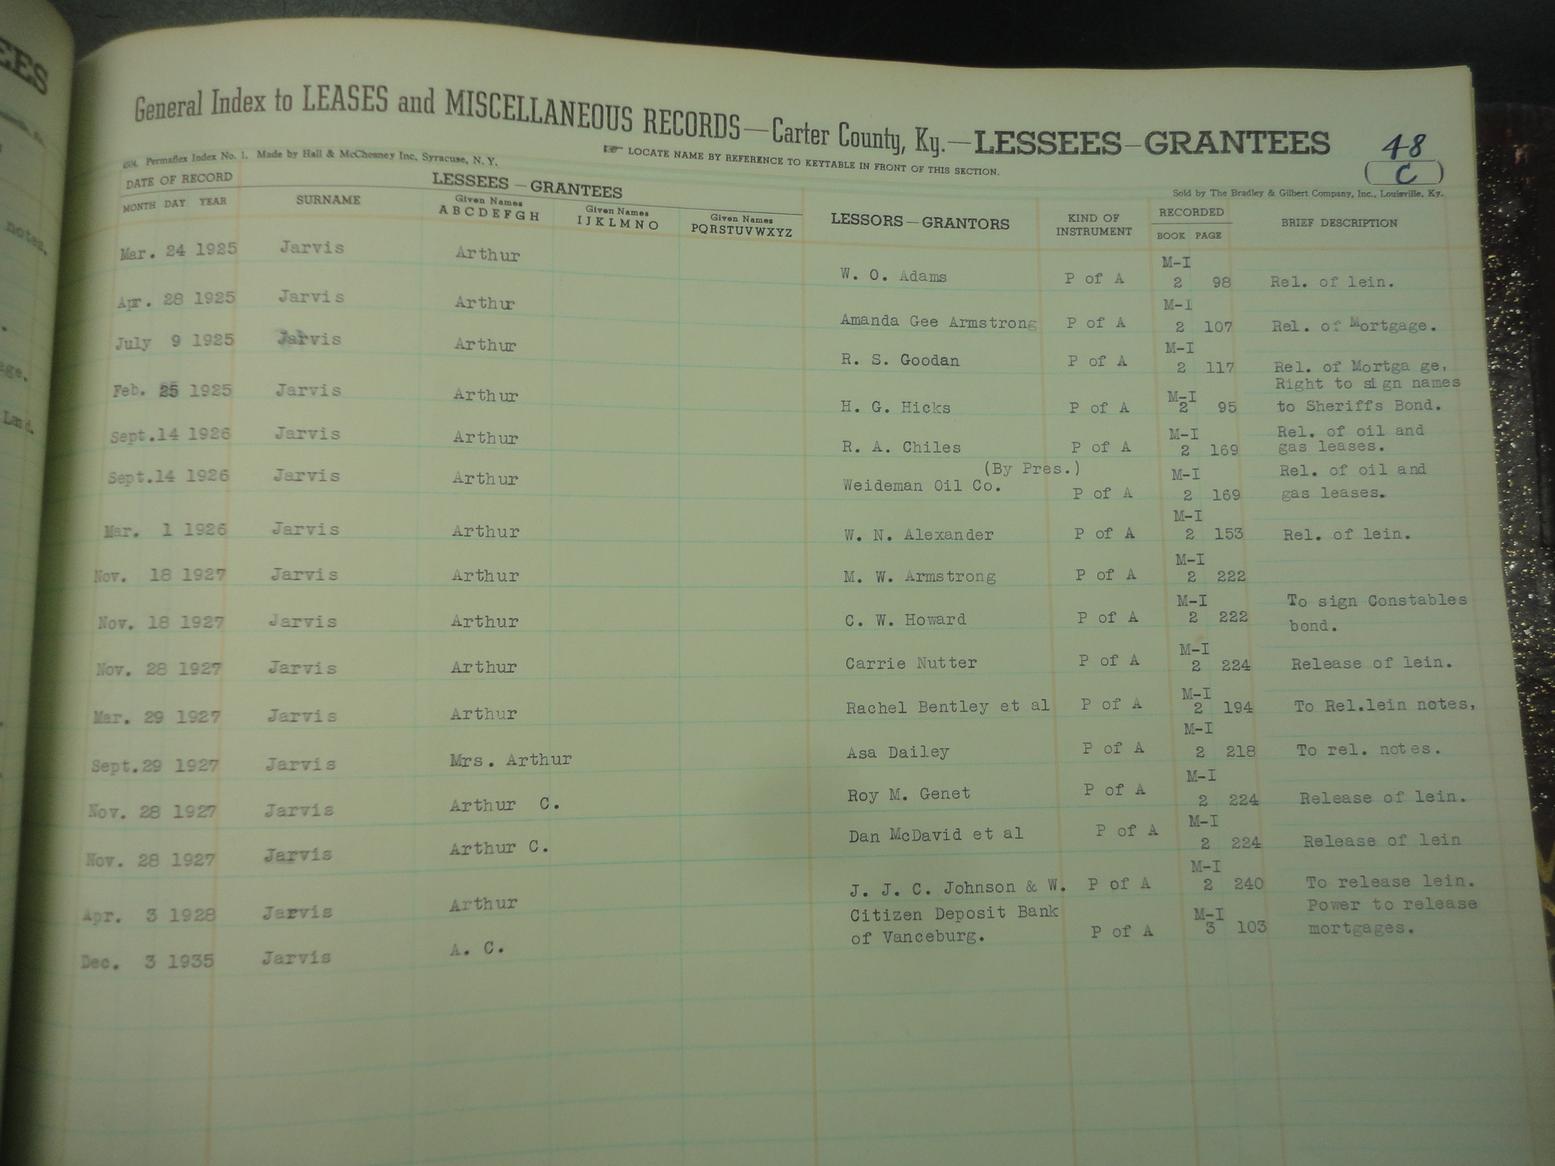 General Index to LEASES and MISCELLANEOUS RECORDS—Carter County, Ky.—LESSEES—GRANTEES
48
C
Permaflex Index No. 1. Made by Hall & McChesney Inc, Syracuse, N. Y.
LOCATE NAME BY REFERENCE TO KEYTABLE IN FRONT OF THIS SECTION.
Sold by The Bradley & Gilbert Company, Inc., Louisville, Ky.
DATE OF RECORD LESSEES—GRANTEES LESSORS—GRANTORS KIND OF INSTRUMENT RECORDED BRIEF DESCRIPTION
MONTH DAY YEAR SURNAME Given Names ABCDEFGH Given Names IJKLMNO Given Names PQRSTUVWXYZ BOOK PAGE
Mar. 24 1925 Jarvis Arthur W. O. Adams P of A M-I 2 98 Rel. of lein.
Apr. 28 1925 Jarvis Arthur Amanda Gee Armstrong P of A M-I 2 107 Rel. of Mortgage.
July 9 1925 Jarvis Arthur R. S. Goodan P of A M-I 2 117 Rel. of Mortga ge,
Feb. 25 1925 Jarvis Arthur H. G. Hicks P of A M-I 2 95 Right to sign names
to Sheriffs Bond.
Sept.14 1926 Jarvis Arthur R. A. Chiles P of A M-I 2 169 Rel. of oil and
gas leases.
Sept.14 1926 Jarvis Arthur (By Pres.) Weideman Oil Co. P of A M-I 2 169 Rel. of oil and
gas leases.
Mar. 1 1926 Jarvis Arthur W. N. Alexander P of A M-I 2 153 Rel. of lein.
Nov. 18 1927 Jarvis Arthur M. W. Armstrong P of A M-I 2 222
Nov. 18 1927 Jarvis Arthur C. W. Howard P of A M-I 2 222 To sign Constables
bond.
Nov. 28 1927 Jarvis Arthur Carrie Nutter P of A M-I 2 224 Release of lein.
Mar. 29 1927 Jarvis Arthur Rachel Bentley et al P of A M-I 2 194 To Rel.lein notes,
Sept.29 1927 Jarvis Mrs. Arthur Asa Dailey P of A M-I 2 218 To rel. notes.
Nov. 28 1927 Jarvis Arthur C. Roy M. Genet P of A M-I 2 224 Release of lein.
Nov. 28 1927 Jarvis Arthur C. Dan McDavid et al P of A M-I 2 224 Release of lein
Apr. 3 1928 Jarvis Arthur J. J. C. Johnson & W. P of A M-I 2 240 To release lein.
Dec. 3 1935 Jarvis A. C. Citizen Deposit Bank
of Vanceburg. P of A M-I 3 103 Power to release
mortgages.